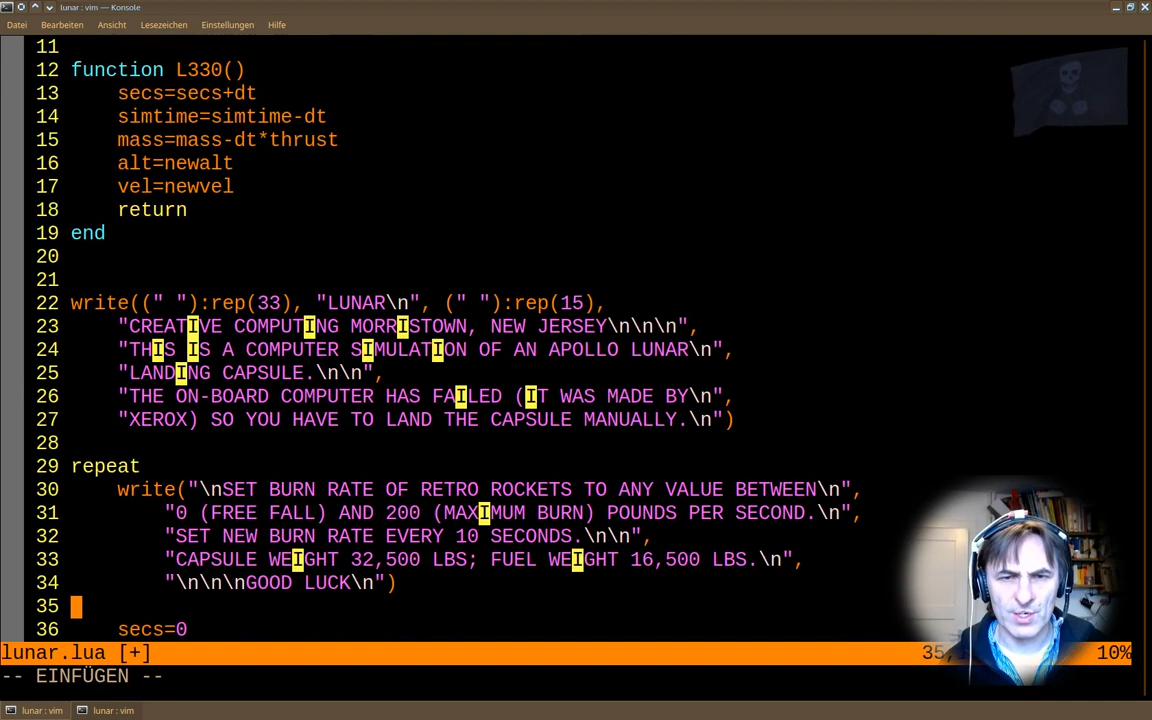 lunar : vim — Konsole
Datei Bearbeiten Ansicht Lesezeichen Einstellungen Hilfe
11
12 function L330()
13     secs=secs+dt
14     simtime=simtime-dt
15     mass=mass-dt*thrust
16     alt=newalt
17     vel=newvel
18     return
19 end
20
21
22 write((" "):rep(33), "LUNAR\n", (" "):rep(15),
23     "CREATIVE COMPUTING MORRISTOWN, NEW JERSEY\n\n\n",
24     "THIS IS A COMPUTER SIMULATION OF AN APOLLO LUNAR\n",
25     "LANDING CAPSULE.\n\n",
26     "THE ON-BOARD COMPUTER HAS FAILED (IT WAS MADE BY\n",
27     "XEROX) SO YOU HAVE TO LAND THE CAPSULE MANUALLY.\n")
28
29 repeat
30     write("\nSET BURN RATE OF RETRO ROCKETS TO ANY VALUE BETWEEN\n",
31         "0 (FREE FALL) AND 200 (MAXIMUM BURN) POUNDS PER SECOND.\n",
32         "SET NEW BURN RATE EVERY 10 SECONDS.\n\n",
33         "CAPSULE WEIGHT 32,500 LBS; FUEL WEIGHT 16,500 LBS.\n",
34         "\n\n\nGOOD LUCK\n")
35
36     secs=0
lunar.lua [+] 35, 10%
-- EINFÜGEN --
lunar : vim lunar : vim